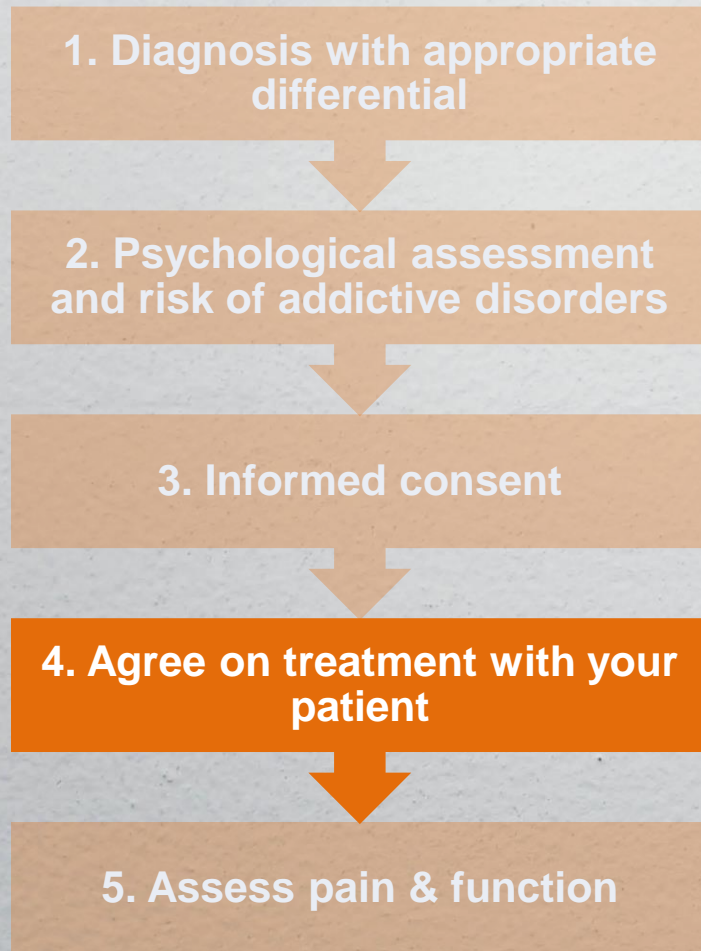 1. Diagnosis with appropriate
differential
2. Psychological assessment
and risk of addictive disorders
3. Informed consent
4. Agree on treatment with your
patient
5. Assess pain & function